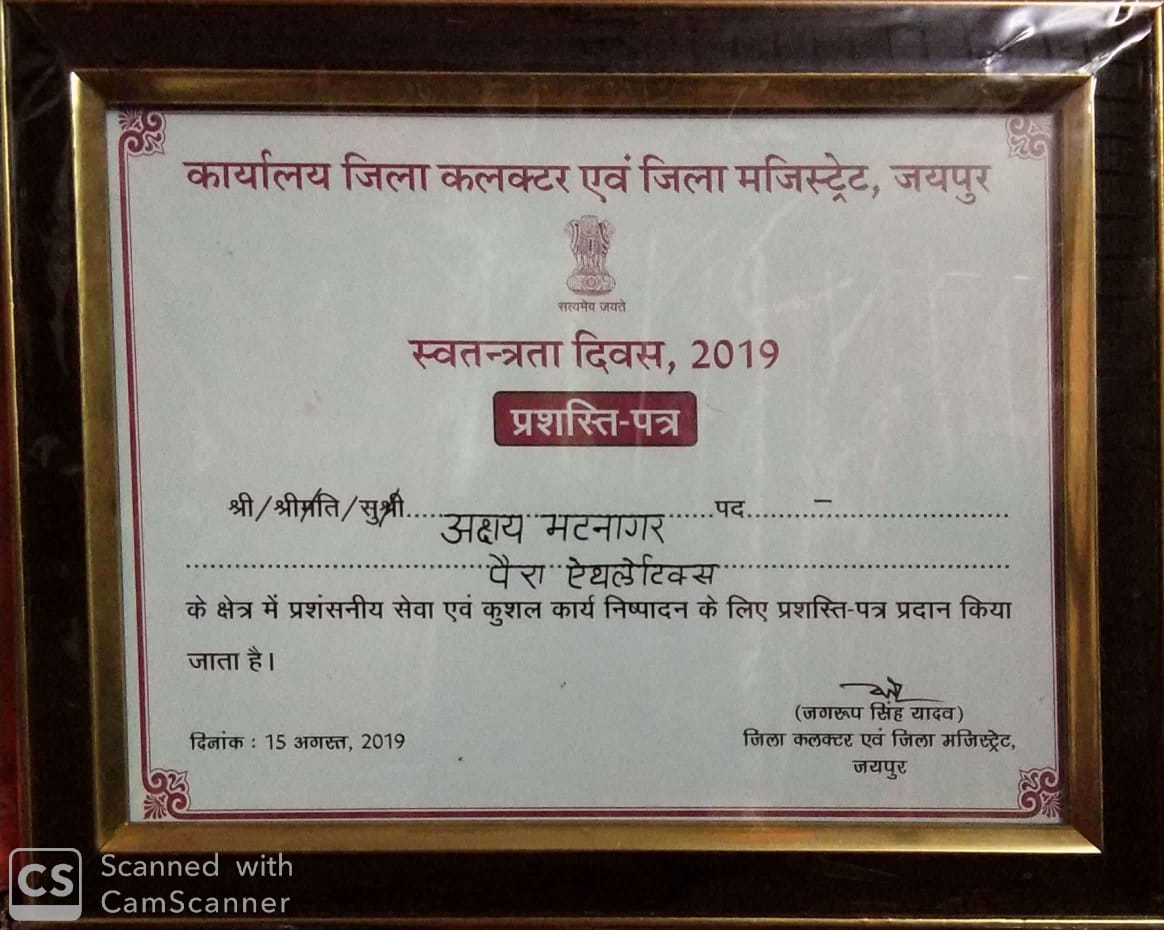 कार्यालय जिला कलक्टर एवं जिला मजिस्ट्रेट, जयपुर
सत्यमेव जयते
स्वतन्त्रता दिवस, 2019
प्रशस्ति-पत्र
श्री/श्रीमति/सुश्री.....अक्षय भटनागर.....पद.....–.....
पैरा ऐथलेटिक्स
के क्षेत्र में प्रशंसनीय सेवा एवं कुशल कार्य निष्पादन के लिए प्रशस्ति-पत्र प्रदान किया
जाता है।
(जगरूप सिंह यादव)
दिनांक : 15 अगस्त, 2019
जिला कलक्टर एवं जिला मजिस्ट्रेट,
जयपुर
CS Scanned with
CamScanner